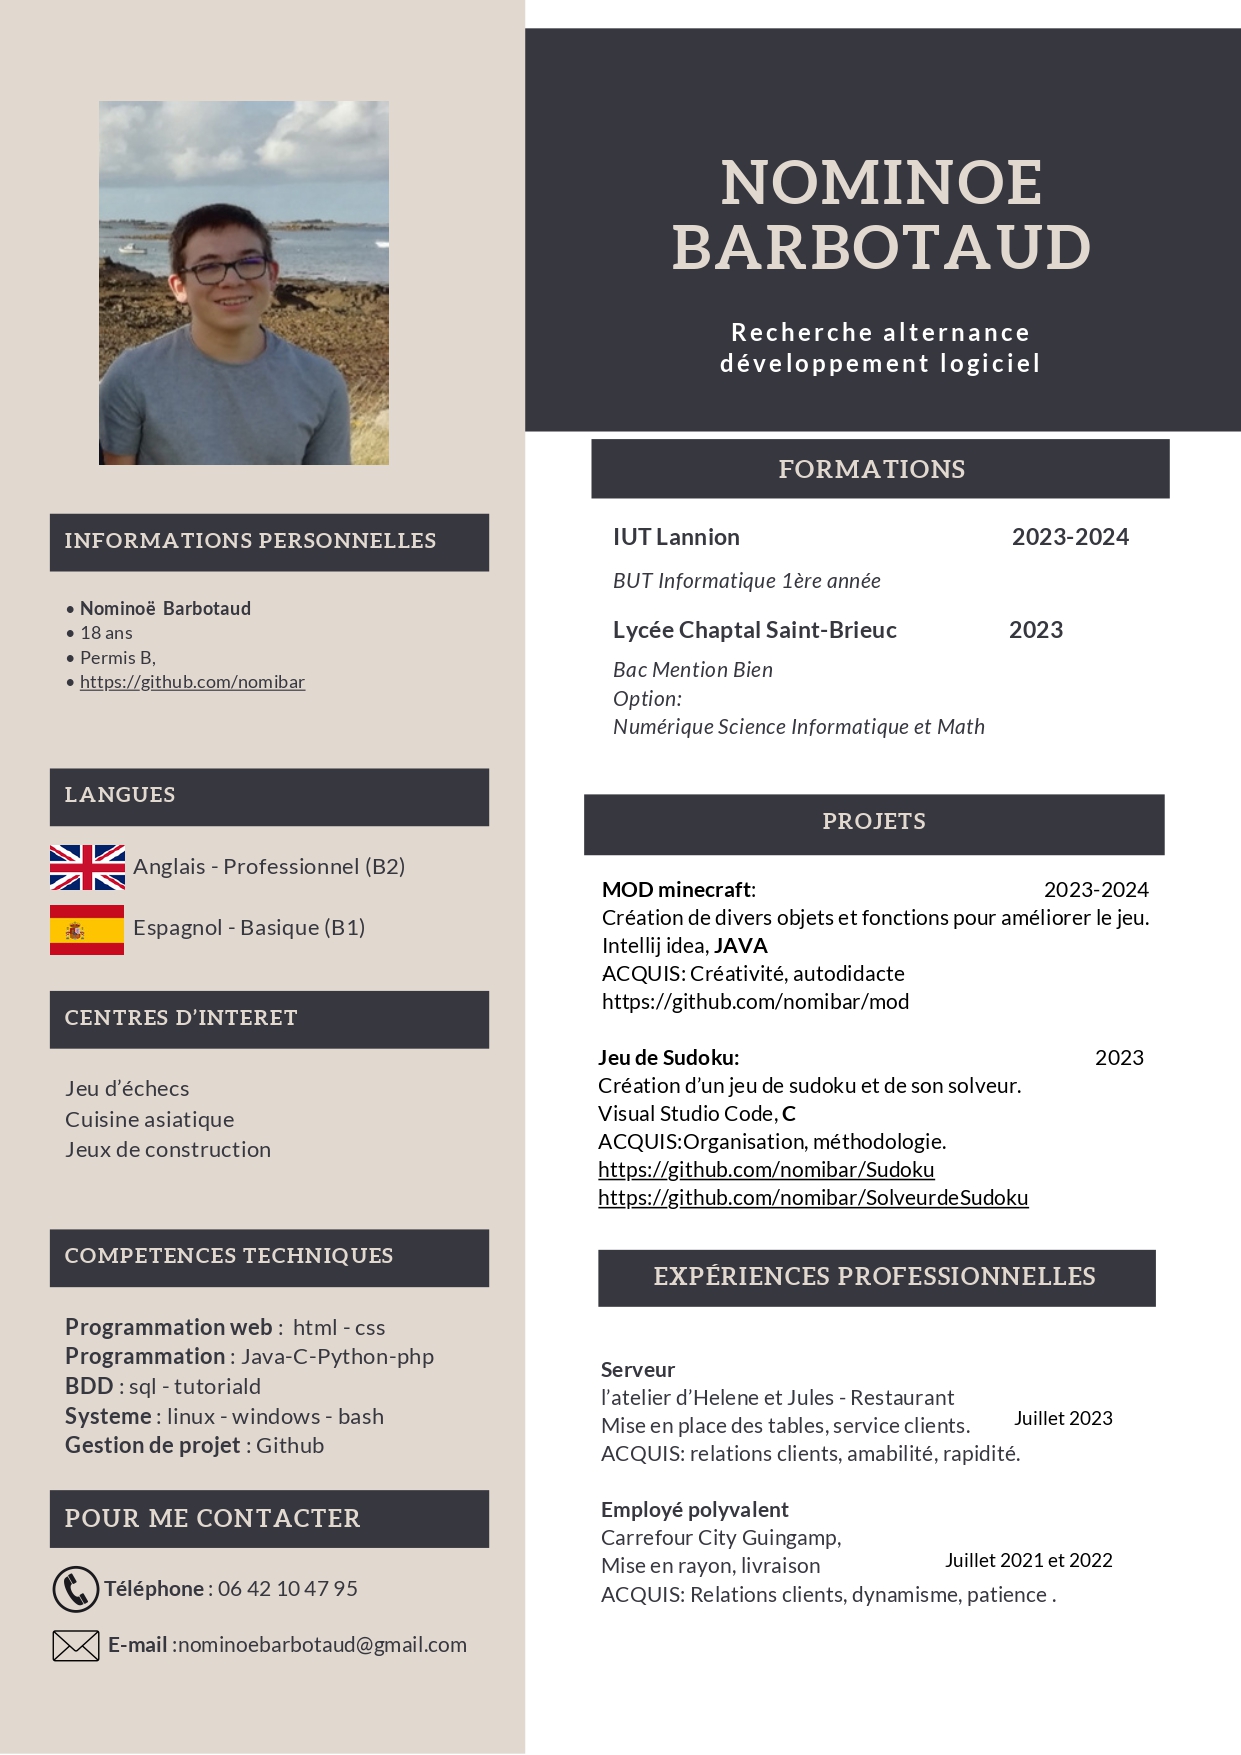 NOMINOE
BARBOTAUD
Recherche alternance
développement logiciel
INFORMATIONS PERSONNELLES
• Nominoë Barbotaud
• 18 ans
• Permis B,
• https://github.com/nomibar
LANGUES
Anglais - Professionnel (B2)
Espagnol - Basique (B1)
CENTRES D’INTERET
Jeu d’échecs
Cuisine asiatique
Jeux de construction
COMPETENCES TECHNIQUES
Programmation web : html - css
Programmation : Java-C-Python-php
BDD : sql - tutoriald
Systeme : linux - windows - bash
Gestion de projet : Github
POUR ME CONTACTER
Téléphone : 06 42 10 47 95
E-mail :nominoebarbotaud@gmail.com
FORMATIONS
IUT Lannion 2023-2024
BUT Informatique 1ère année
Lycée Chaptal Saint-Brieuc 2023
Bac Mention Bien
Option:
Numérique Science Informatique et Math
PROJETS
MOD minecraft: 2023-2024
Création de divers objets et fonctions pour améliorer le jeu.
Intellij idea, JAVA
ACQUIS: Créativité, autodidacte
https://github.com/nomibar/mod
Jeu de Sudoku: 2023
Création d’un jeu de sudoku et de son solveur.
Visual Studio Code, C
ACQUIS:Organisation, méthodologie.
https://github.com/nomibar/Sudoku
https://github.com/nomibar/SolveurdeSudoku
EXPÉRIENCES PROFESSIONNELLES
Serveur
l’atelier d’Helene et Jules - Restaurant
Mise en place des tables, service clients. Juillet 2023
ACQUIS: relations clients, amabilité, rapidité.
Employé polyvalent
Carrefour City Guingamp,
Mise en rayon, livraison Juillet 2021 et 2022
ACQUIS: Relations clients, dynamisme, patience .